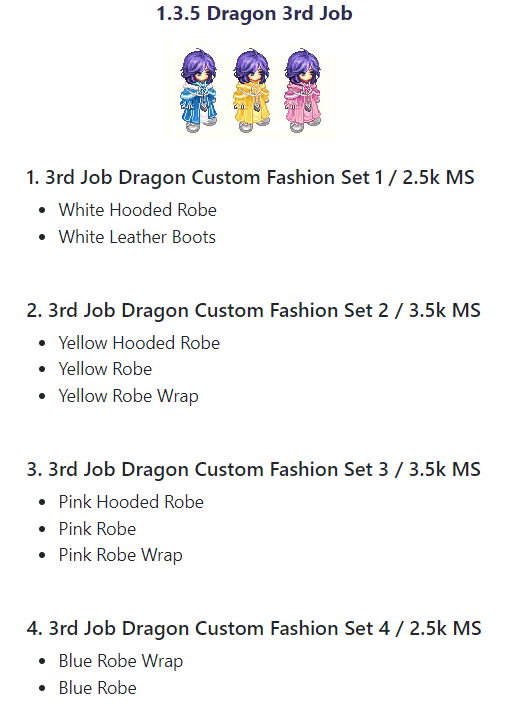 1.3.5 Dragon 3rd Job
1. 3rd Job Dragon Custom Fashion Set 1 / 2.5k MS
• White Hooded Robe
• White Leather Boots
2. 3rd Job Dragon Custom Fashion Set 2 / 3.5k MS
• Yellow Hooded Robe
• Yellow Robe
• Yellow Robe Wrap
3. 3rd Job Dragon Custom Fashion Set 3 / 3.5k MS
• Pink Hooded Robe
• Pink Robe
• Pink Robe Wrap
4. 3rd Job Dragon Custom Fashion Set 4 / 2.5k MS
• Blue Robe Wrap
• Blue Robe